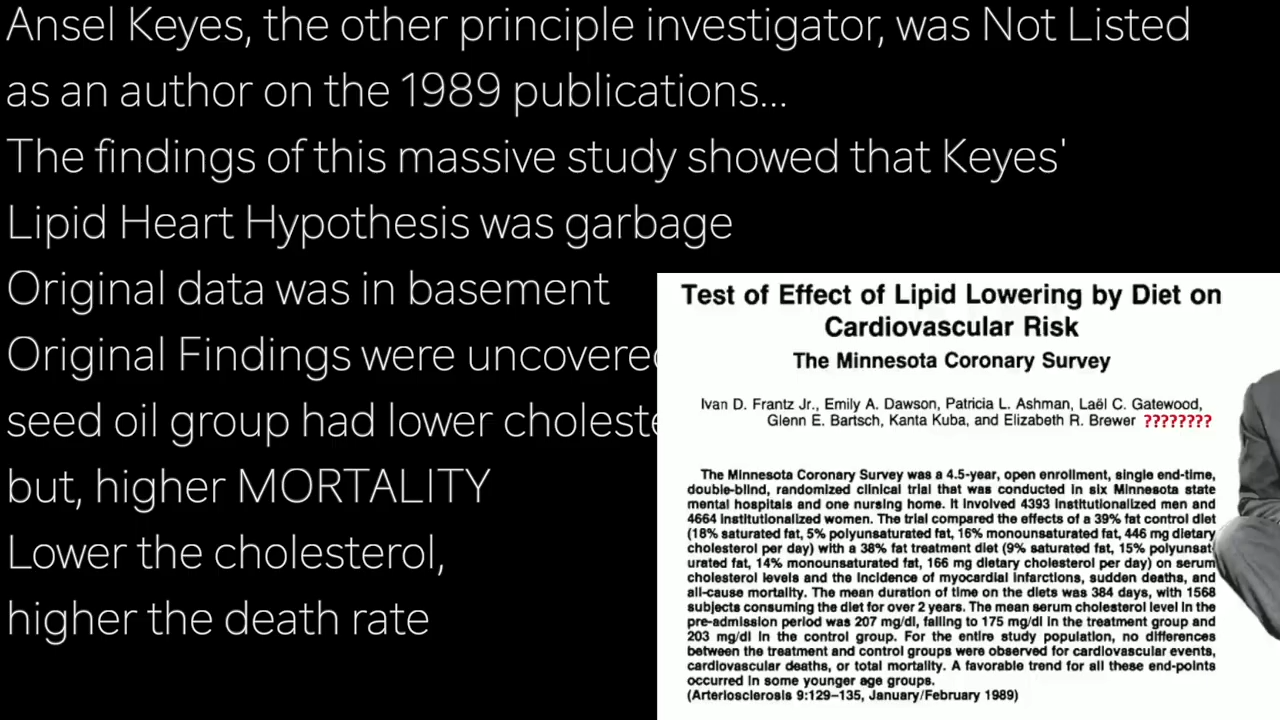 Ansel Keyes, the other principle investigator, was Not Listed
as an author on the 1989 publications...
The findings of this massive study showed that Keyes'
Lipid Heart Hypothesis was garbage
Original data was in basement
Original Findings were uncovered
seed oil group had lower choleste
but, higher MORTALITY
Lower the cholesterol,
higher the death rate
Test of Effect of Lipid Lowering by Diet on
Cardiovascular Risk
The Minnesota Coronary Survey
Ivan D. Frantz Jr., Emily A. Dawson, Patricia L. Ashman, Laël C. Gatewood,
Glenn E. Bartsch, Kanta Kuba, and Elizabeth R. Brewer ????????
The Minnesota Coronary Survey was a 4.5-year, open enrollment, single end-time,
double-blind, randomized clinical trial that was conducted in six Minnesota state
mental hospitals and one nursing home. It involved 4393 institutionalized men and
4664 institutionalized women. The trial compared the effects of a 39% fat control diet
(18% saturated fat, 5% polyunsaturated fat, 16% monounsaturated fat, 446 mg dietary
cholesterol per day) with a 38% fat treatment diet (9% saturated fat, 15% polyunsat
urated fat, 14% monounsaturated fat, 166 mg dietary cholesterol per day) on serum
cholesterol levels and the incidence of myocardial infarctions, sudden deaths, and
all-cause mortality. The mean duration of time on the diets was 384 days, with 1568
subjects consuming the diet for over 2 years. The mean serum cholesterol level in the
pre-admission period was 207 mg/dl, falling to 175 mg/dl in the treatment group and
203 mg/dl in the control group. For the entire study population, no differences
between the treatment and control groups were observed for cardiovascular events,
cardiovascular deaths, or total mortality. A favorable trend for all these end-points
occurred in some younger age groups.
(Arteriosclerosis 9:129–135, January/February 1989)